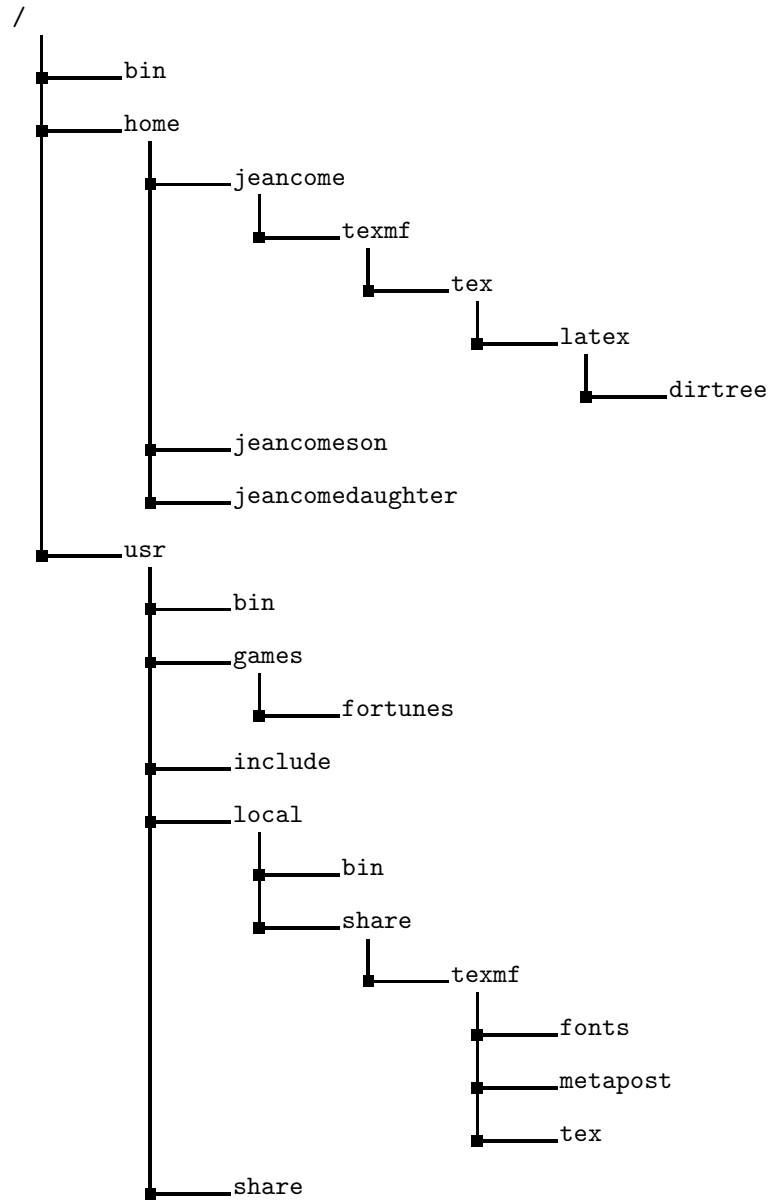 /
bin
home
jeancome
texmf
tex
latex
dirtree
jeancomeson
jeancomedaughter
usr
bin
games
fortunes
include
local
bin
share
texmf
fonts
metapost
tex
share